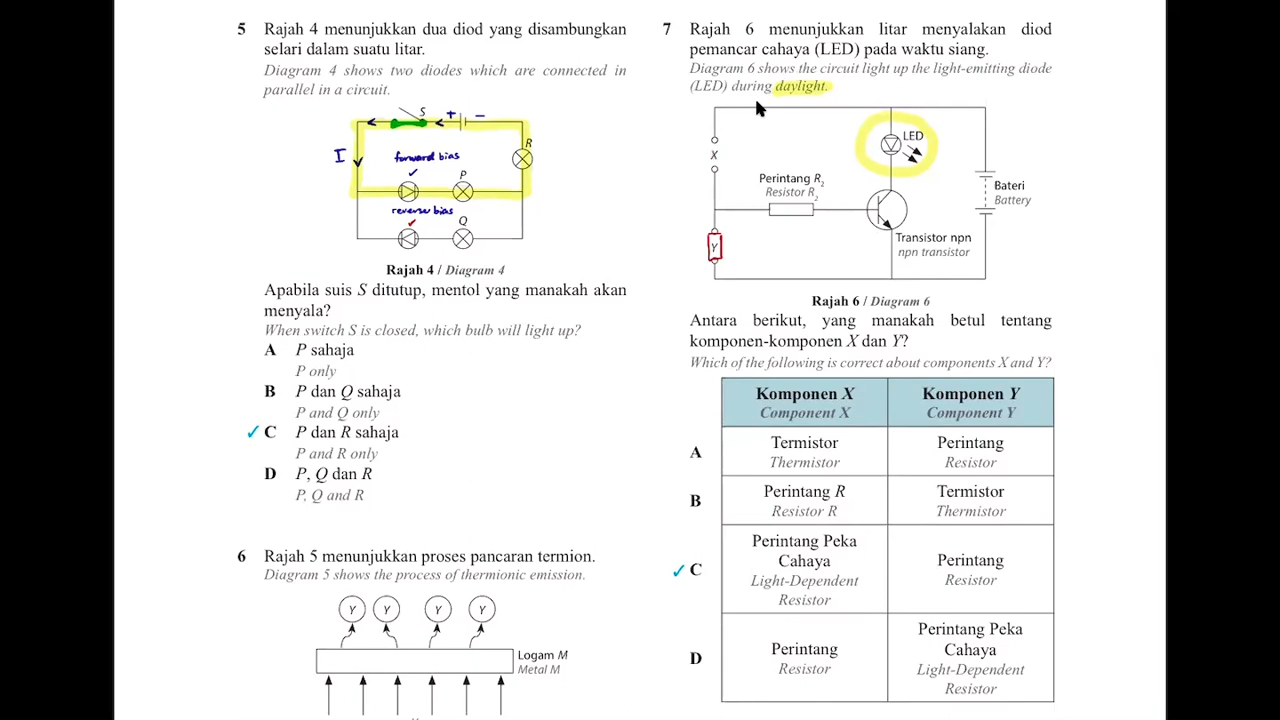 5 Rajah 4 menunjukkan dua diod yang disambungkan
selari dalam suatu litar.
Diagram 4 shows two diodes which are connected in
parallel in a circuit.
S
+ −
R
I
forward bias
✓
P
reverse bias
✓
Q
Rajah 4 / Diagram 4
Apabila suis S ditutup, mentol yang manakah akan
menyala?
When switch S is closed, which bulb will light up?
A P sahaja
P only
B P dan Q sahaja
P and Q only
✓ C P dan R sahaja
P and R only
D P, Q dan R
P, Q and R
6 Rajah 5 menunjukkan proses pancaran termion.
Diagram 5 shows the process of thermionic emission.
Y Y Y Y
Logam M
Metal M
7 Rajah 6 menunjukkan litar menyalakan diod
pemancar cahaya (LED) pada waktu siang.
Diagram 6 shows the circuit light up the light-emitting diode
(LED) during daylight.
LED
X
Perintang R2
Resistor R2
Bateri
Battery
Y
Transistor npn
npn transistor
Rajah 6 / Diagram 6
Antara berikut, yang manakah betul tentang
komponen-komponen X dan Y?
Which of the following is correct about components X and Y?
Komponen X Komponen Y
Component X Component Y
A Termistor Perintang
Thermistor Resistor
B Perintang R Termistor
Resistor R Thermistor
✓ C Perintang Peka Cahaya Perintang
Light-Dependent Resistor Resistor
D Perintang Perintang Peka Cahaya
Resistor Light-Dependent Resistor